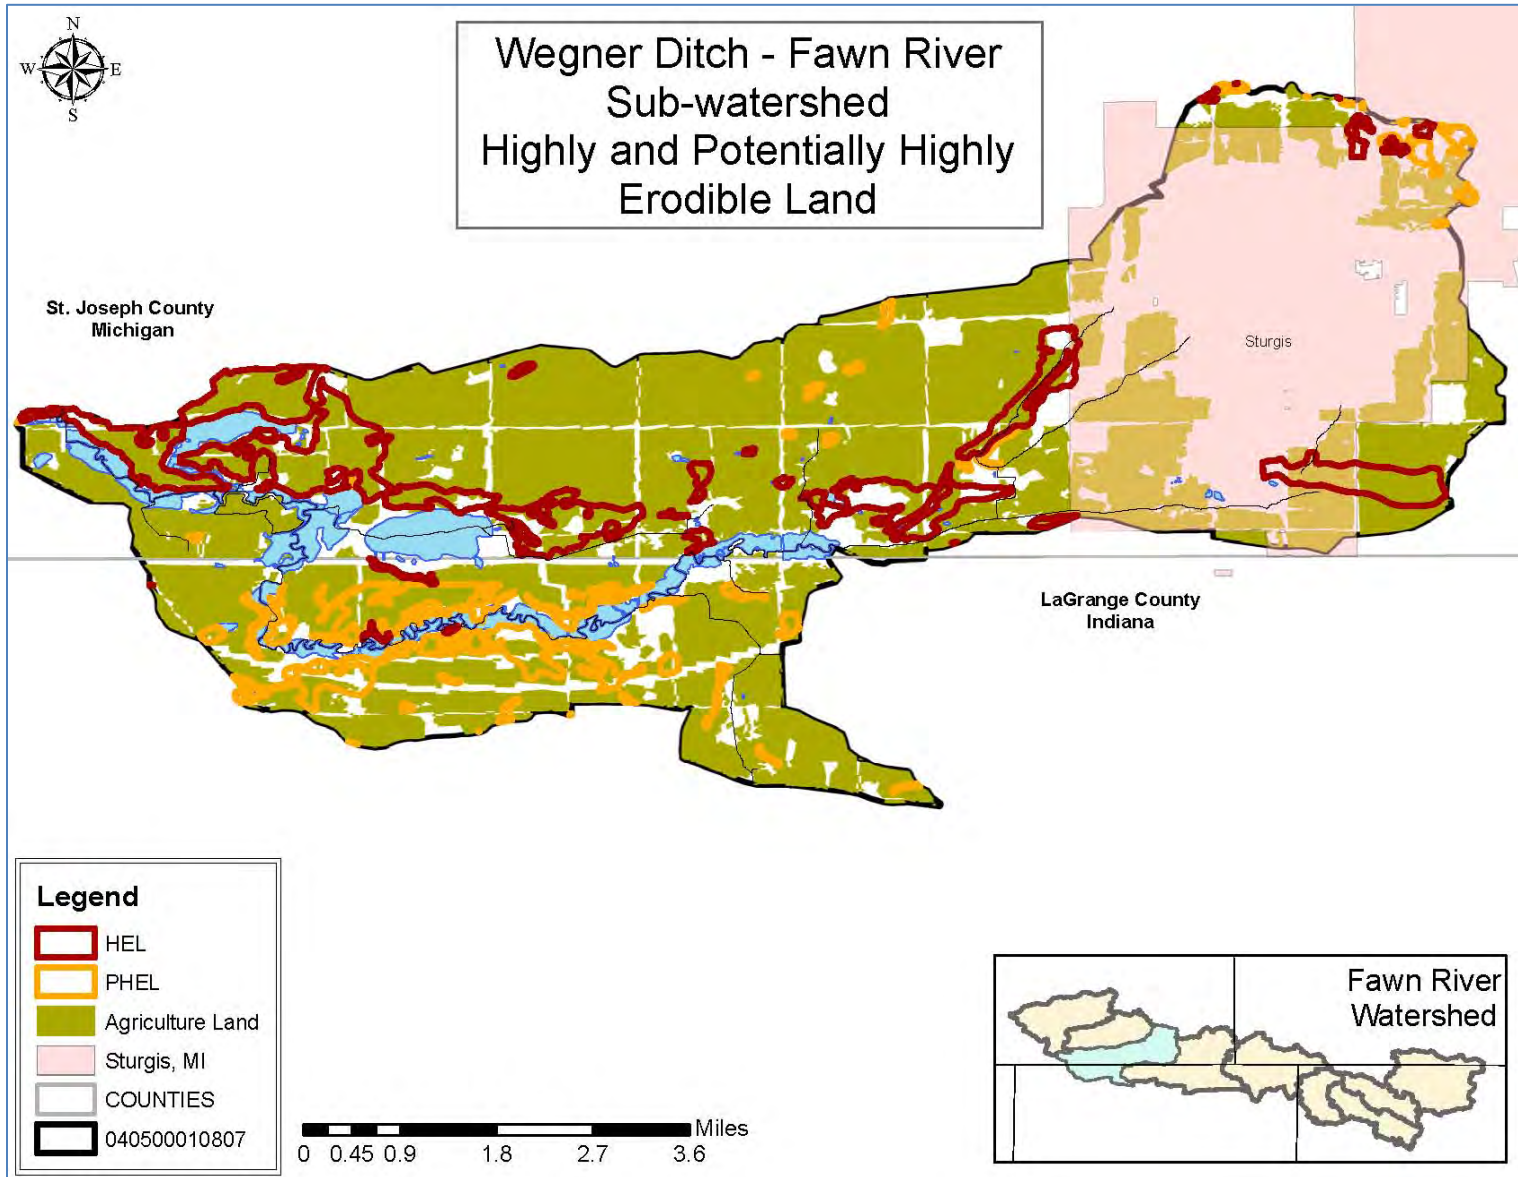 N
W E
S
Wegner Ditch - Fawn River
Sub-watershed
Highly and Potentially Highly
Erodible Land
St. Joseph County
Michigan
Sturgis
LaGrange County
Indiana
Legend
HEL
PHEL
Agriculture Land
Sturgis, MI
COUNTIES
040500010807
Miles
0 0.45 0.9 1.8 2.7 3.6
Fawn River
Watershed